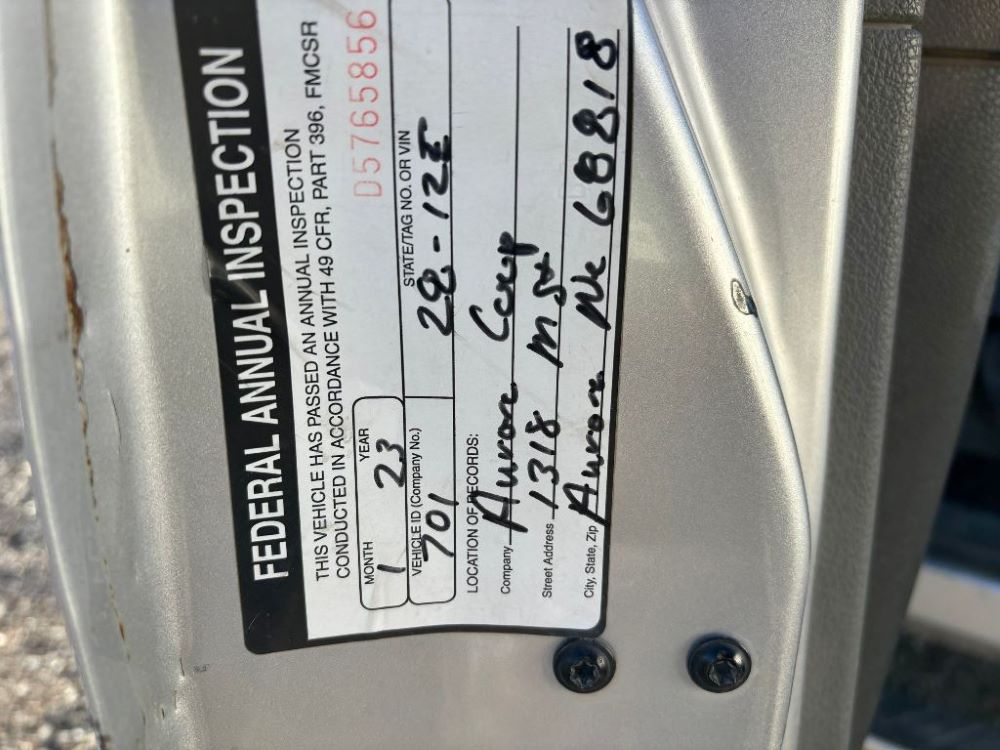 FEDERAL ANNUAL INSPECTION
THIS VEHICLE HAS PASSED AN ANNUAL INSPECTION
CONDUCTED IN ACCORDANCE WITH 49 CFR, PART 396, FMCSR
MONTH YEAR D5765856
1 23
VEHICLE ID (Company No.) STATE/TAG NO. OR VIN
701 28-12E
LOCATION OF RECORDS:
Company Aurora Coop
Street Address 1318 M St
City, State, Zip Aurora Ne 68818